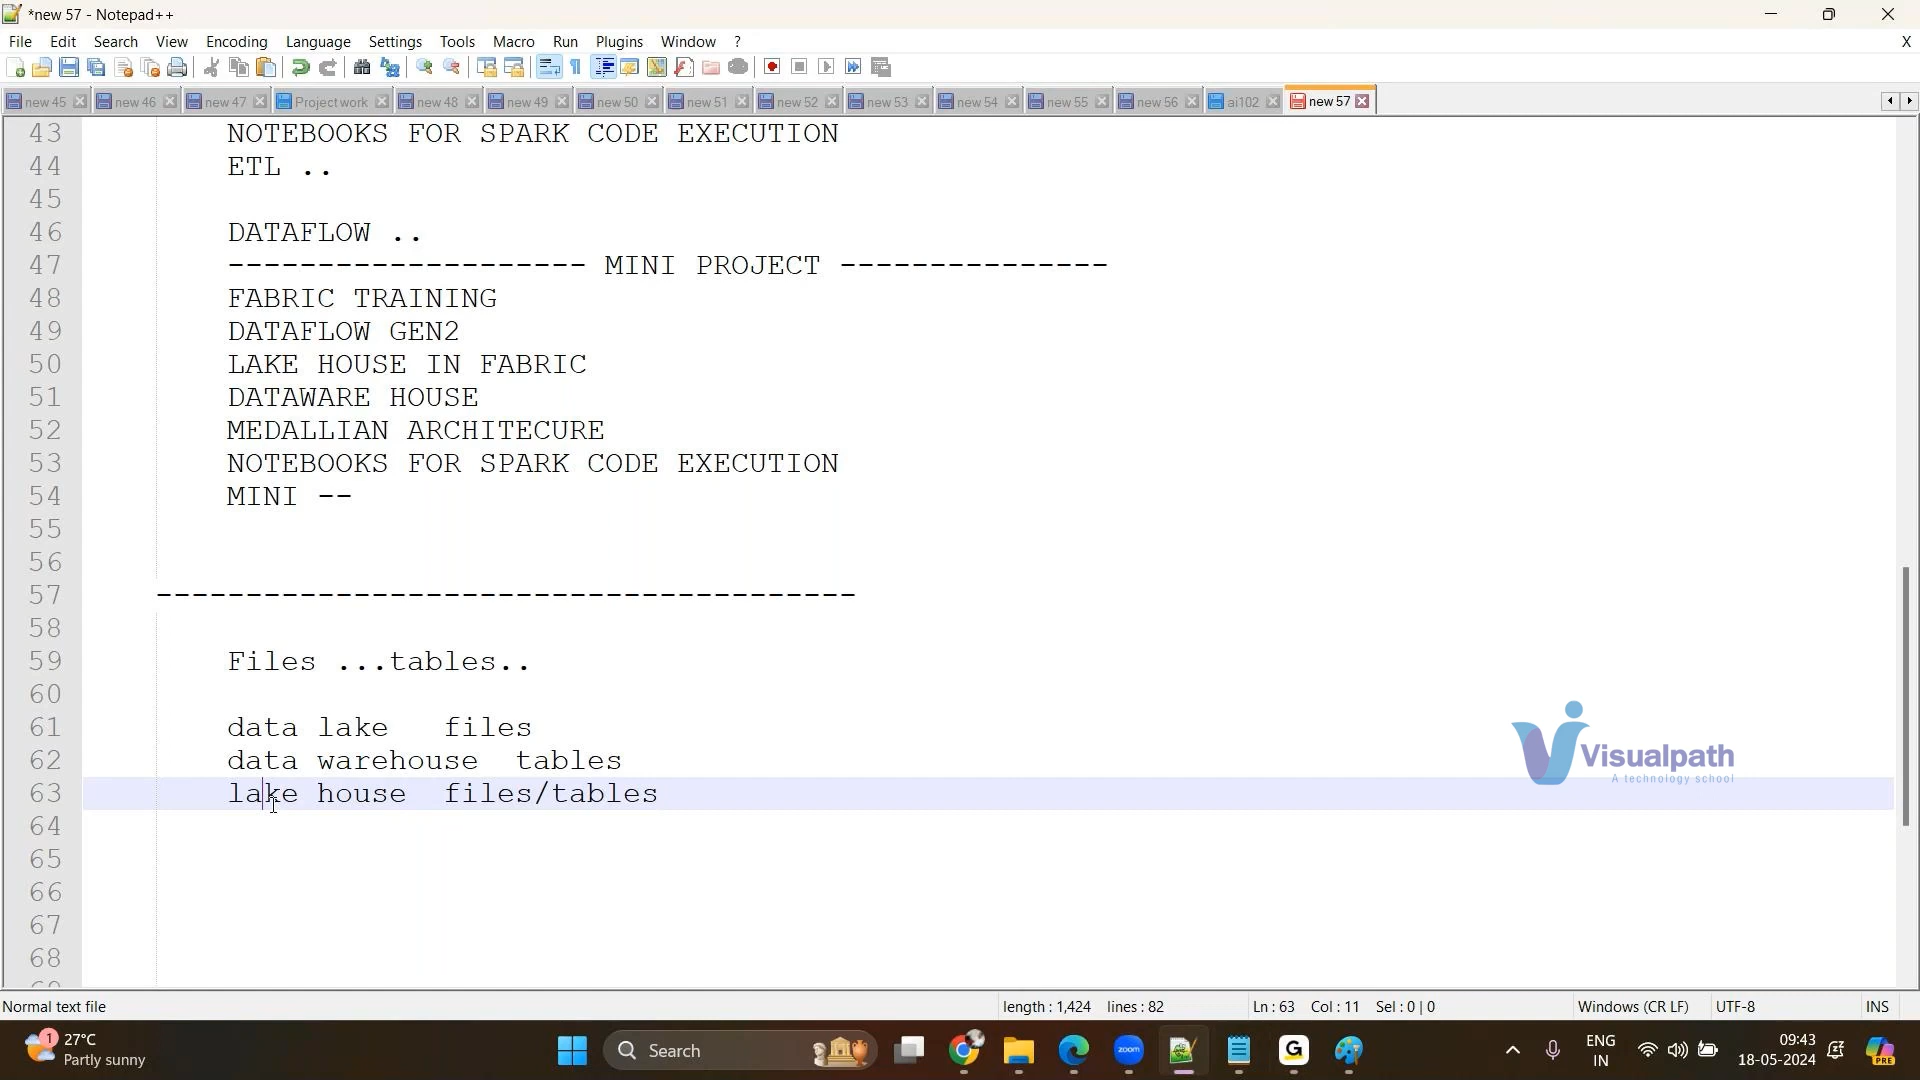 *new 57 - Notepad++
File Edit Search View Encoding Language Settings Tools Macro Run Plugins Window ? X
new 45 new 46 new 47 Project work new 48 new 49 new 50 new 51 new 52 new 53 new 54 new 55 new 56 ai102 new 57
43 NOTEBOOKS FOR SPARK CODE EXECUTION
44 ETL ..
45
46 DATAFLOW ..
47 -------------------- MINI PROJECT ---------------
48 FABRIC TRAINING
49 DATAFLOW GEN2
50 LAKE HOUSE IN FABRIC
51 DATAWARE HOUSE
52 MEDALLIAN ARCHITECURE
53 NOTEBOOKS FOR SPARK CODE EXECUTION
54 MINI --
55
56
57 ---------------------------------------
58
59 Files ...tables..
60
61 data lake files
62 data warehouse tables
63 lake house files/tables
64
65
66
67
68
Visualpath
A technology school
Normal text file length : 1,424 lines : 82 Ln : 63 Col : 11 Sel : 0 | 0 Windows (CR LF) UTF-8 INS
1 27°C
Partly sunny
Search
zoom
G
ENG
IN
09:43
18-05-2024
PRE